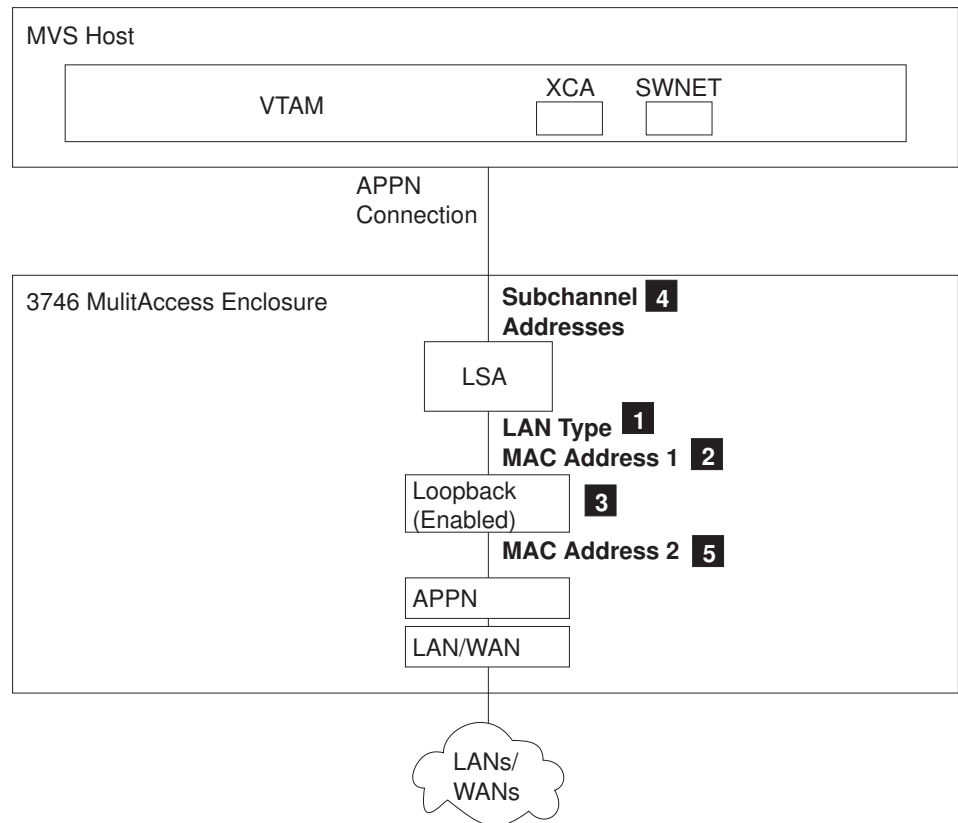 MVS Host
VTAM
XCA
SWNET
APPN
Connection
3746 MulitAccess Enclosure
Subchannel 4
Addresses
LSA
LAN Type 1
MAC Address 1 2
Loopback
(Enabled)
3
MAC Address 2 5
APPN
LAN/WAN
LANs/
WANs